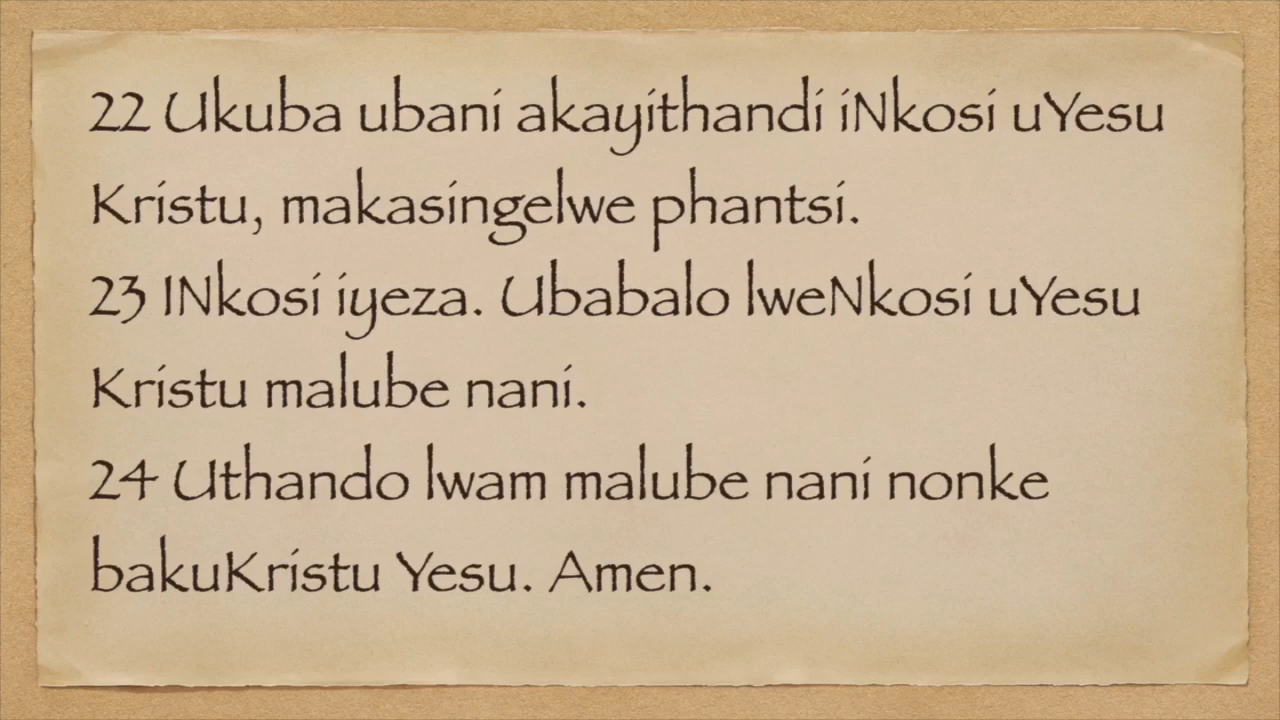 22 Ukuba ubani akayithandi iNkosi uYesu
Kristu, makasingelwe phantsi.
23 INkosi iyeza. Ubabalo lweNkosi uYesu
Kristu malube nani.
24 Uthando lwam malube nani nonke
bakuKristu Yesu. Amen.